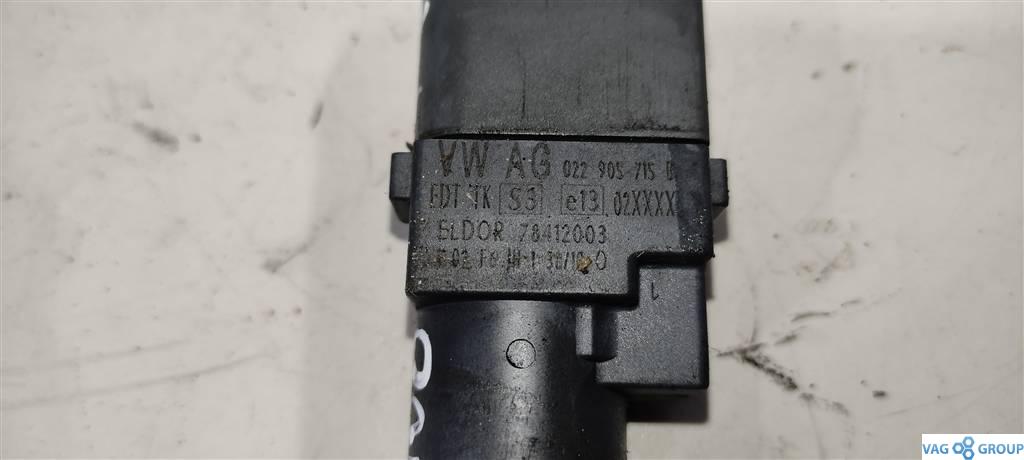 VW AG 022 905 715
EDT TK S3 e13 02XXXX
ELDOR 78412003
VAG GROUP